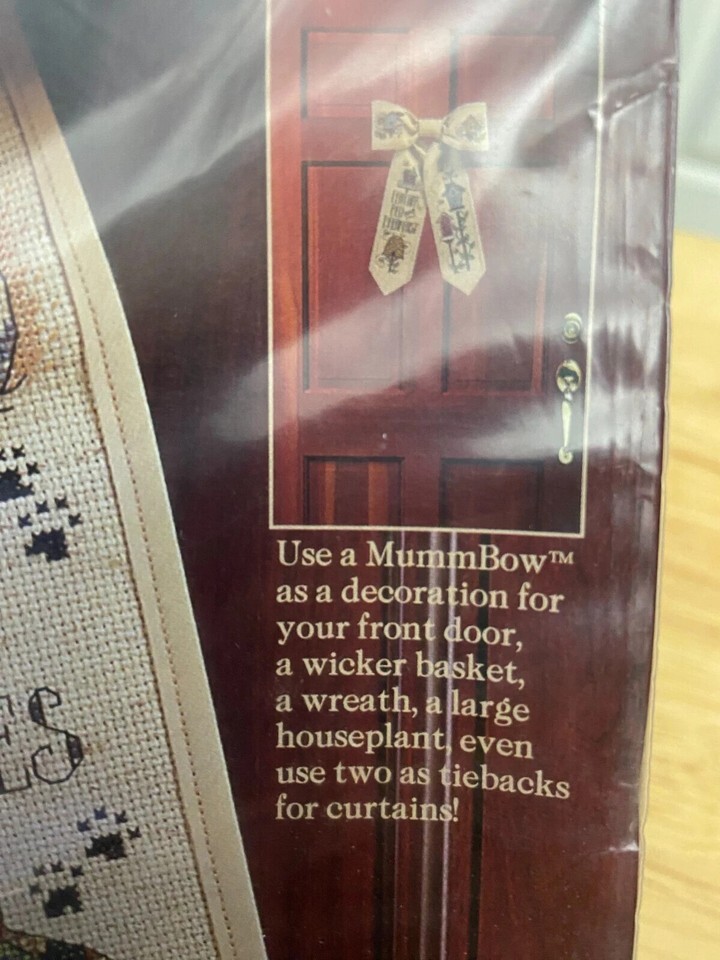 Use a MummBow™
as a decoration for
your front door,
a wicker basket,
a wreath, a large
houseplant, even
use two as tiebacks
for curtains!
ES